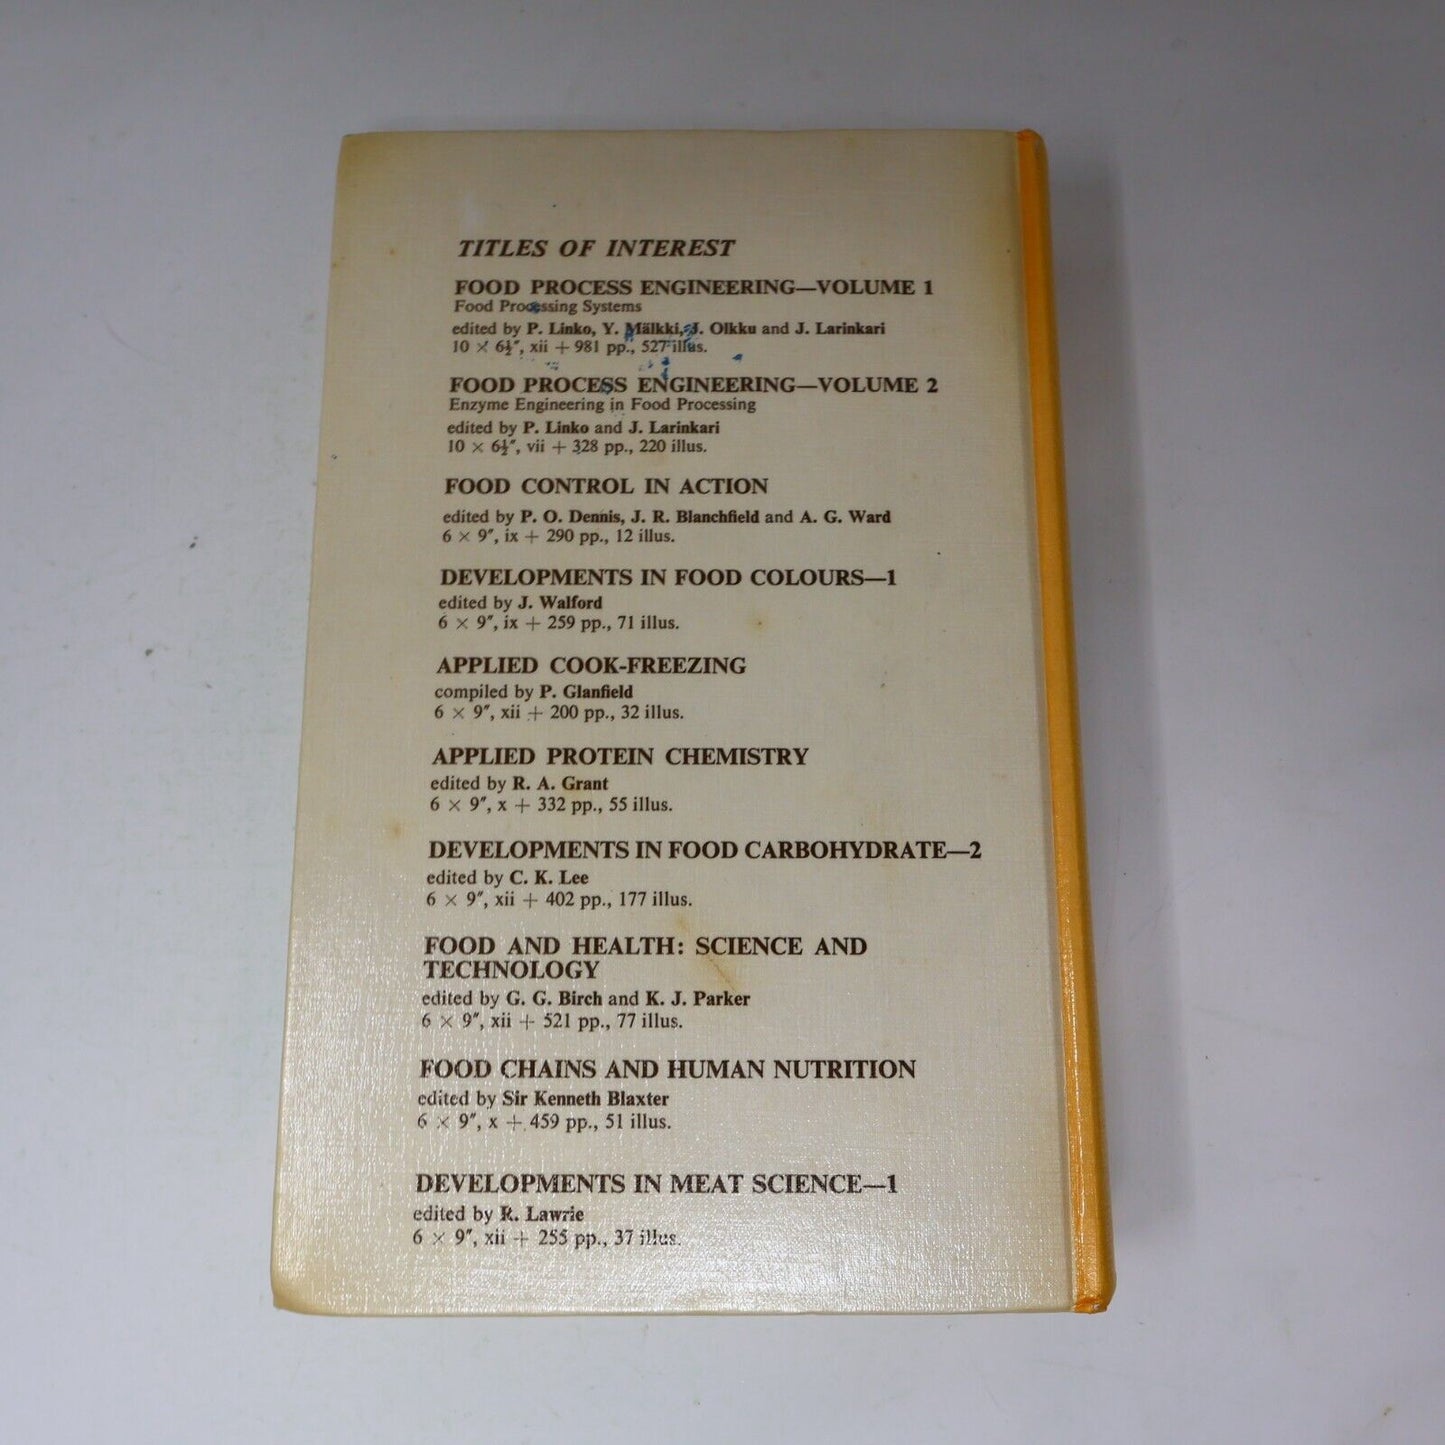 TITLES OF INTEREST
FOOD PROCESS ENGINEERING—VOLUME 1
Food Processing Systems
edited by P. Linko, Y. Mälkki, J. Olkku and J. Larinkari
10 × 6½″, xii + 981 pp., 527 illus.
FOOD PROCESS ENGINEERING—VOLUME 2
Enzyme Engineering in Food Processing
edited by P. Linko and J. Larinkari
10 × 6½″, vii + 328 pp., 220 illus.
FOOD CONTROL IN ACTION
edited by P. O. Dennis, J. R. Blanchfield and A. G. Ward
6 × 9″, ix + 290 pp., 12 illus.
DEVELOPMENTS IN FOOD COLOURS—1
edited by J. Walford
6 × 9″, ix + 259 pp., 71 illus.
APPLIED COOK-FREEZING
compiled by P. Glanfield
6 × 9″, xii + 200 pp., 32 illus.
APPLIED PROTEIN CHEMISTRY
edited by R. A. Grant
6 × 9″, x + 332 pp., 55 illus.
DEVELOPMENTS IN FOOD CARBOHYDRATE—2
edited by C. K. Lee
6 × 9″, xii + 402 pp., 177 illus.
FOOD AND HEALTH: SCIENCE AND
TECHNOLOGY
edited by G. G. Birch and K. J. Parker
6 × 9″, xii + 521 pp., 77 illus.
FOOD CHAINS AND HUMAN NUTRITION
edited by Sir Kenneth Blaxter
6 × 9″, x + 459 pp., 51 illus.
DEVELOPMENTS IN MEAT SCIENCE—1
edited by R. Lawrie
6 × 9″, xii + 255 pp., 37 illus.